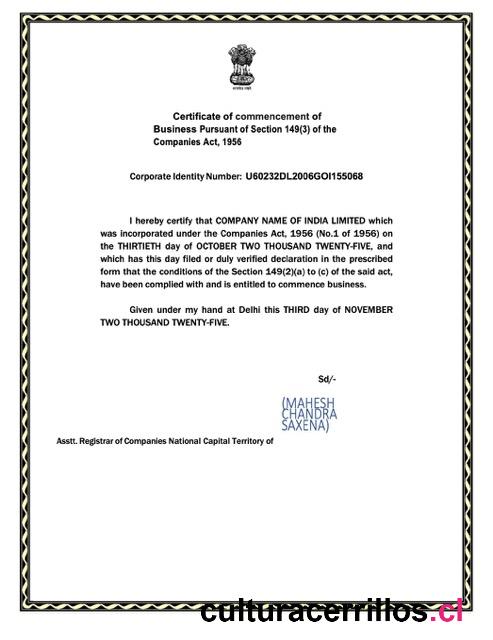 Certificate of commencement of
Business Pursuant of Section 149(3) of the
Companies Act, 1956
Corporate Identity Number: U60232DL2006GOI155068
I hereby certify that COMPANY NAME OF INDIA LIMITED which
was incorporated under the Companies Act, 1956 (No.1 of 1956) on
the THIRTIETH day of OCTOBER TWO THOUSAND TWENTY-FIVE, and
which has this day filed or duly verified declaration in the prescribed
form that the conditions of the Section 149(2)(a) to (c) of the said act,
have been complied with and is entitled to commence business.
Given under my hand at Delhi this THIRD day of NOVEMBER
TWO THOUSAND TWENTY-FIVE.
Sd/-
(MAHESH
CHANDRA
SAXENA)
Asstt. Registrar of Companies National Capital Territory of
culturacerrillos.cl